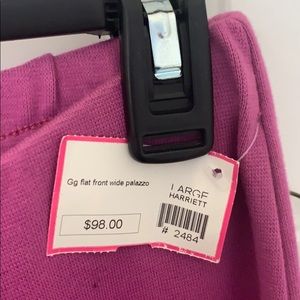 Gg flat front wide palazzo
$98.00
LARGE
HARRIETT
# 2484